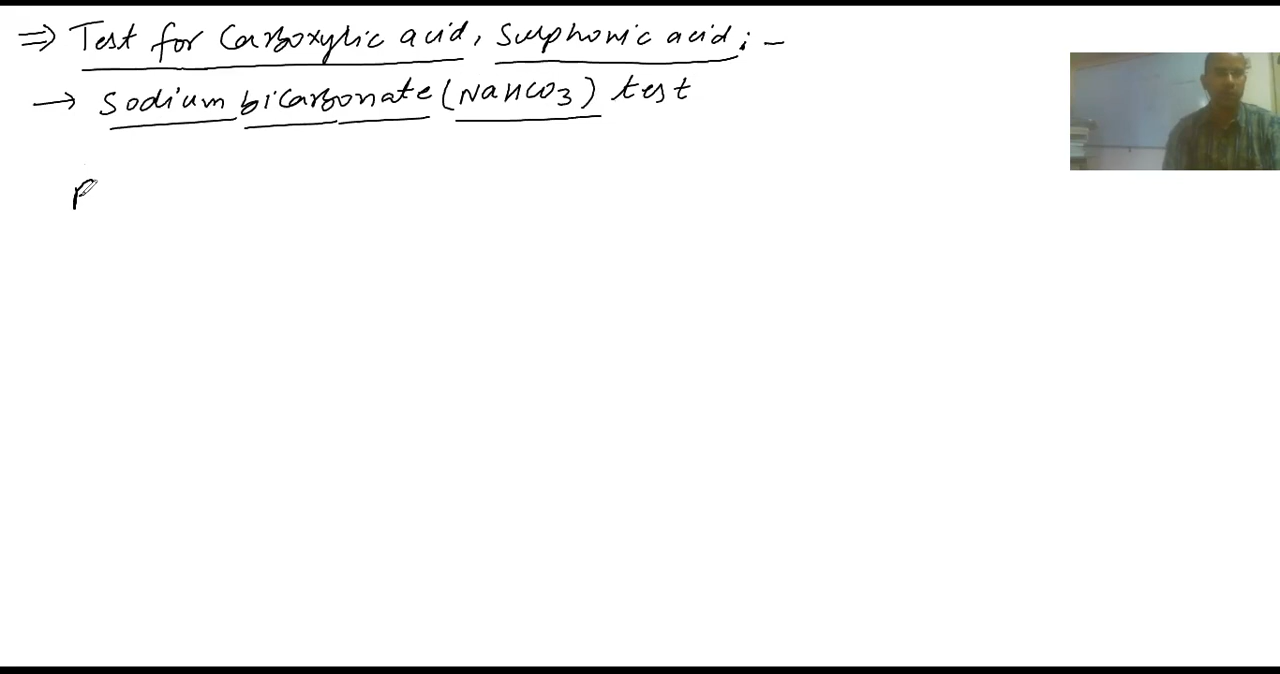 ⇒ Test for Carboxylic acid, Sulphonic acid; -
→ Sodium bicarbonate (NaHCO3) test
R